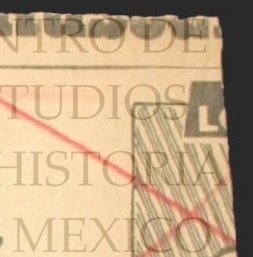 NTRO DE
TUDIOS
HISTORIA
MEXICO